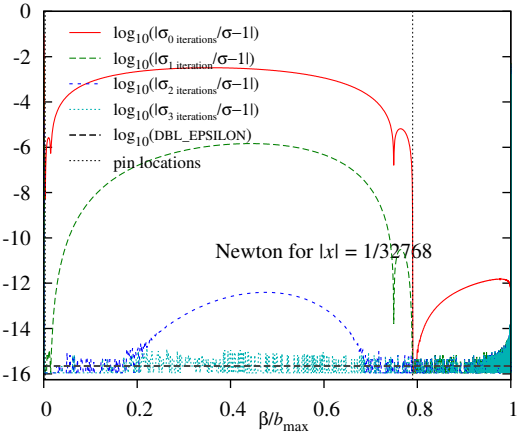 0
-2
-4
-6
-8
-10
-12
-14
-16
log10(|σ0 iterations/σ−1|)
log10(|σ1 iteration/σ−1|)
log10(|σ2 iterations/σ−1|)
log10(|σ3 iterations/σ−1|)
log10(DBL_EPSILON)
pin locations
Newton for |x| = 1/32768
0 0.2 0.4 0.6 0.8 1
β/bmax